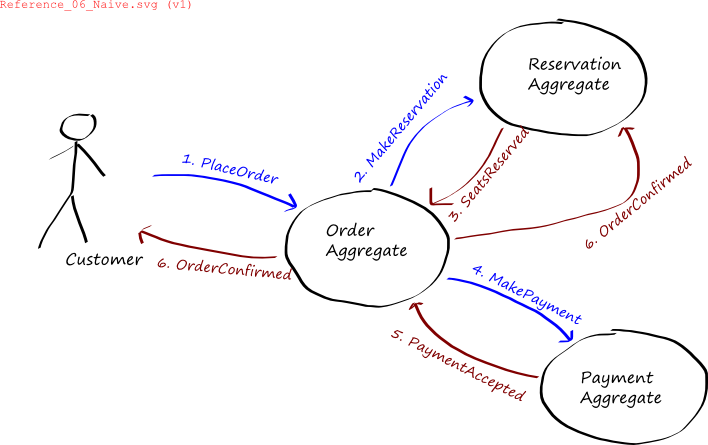 Reference_06_Naive.svg (v1)
Reservation
Aggregate
2. MakeReservation
1. PlaceOrder
3. SeatsReserved
6. OrderConfirmed
Order
Aggregate
Customer
6. OrderConfirmed
4. MakePayment
5. PaymentAccepted
Payment
Aggregate